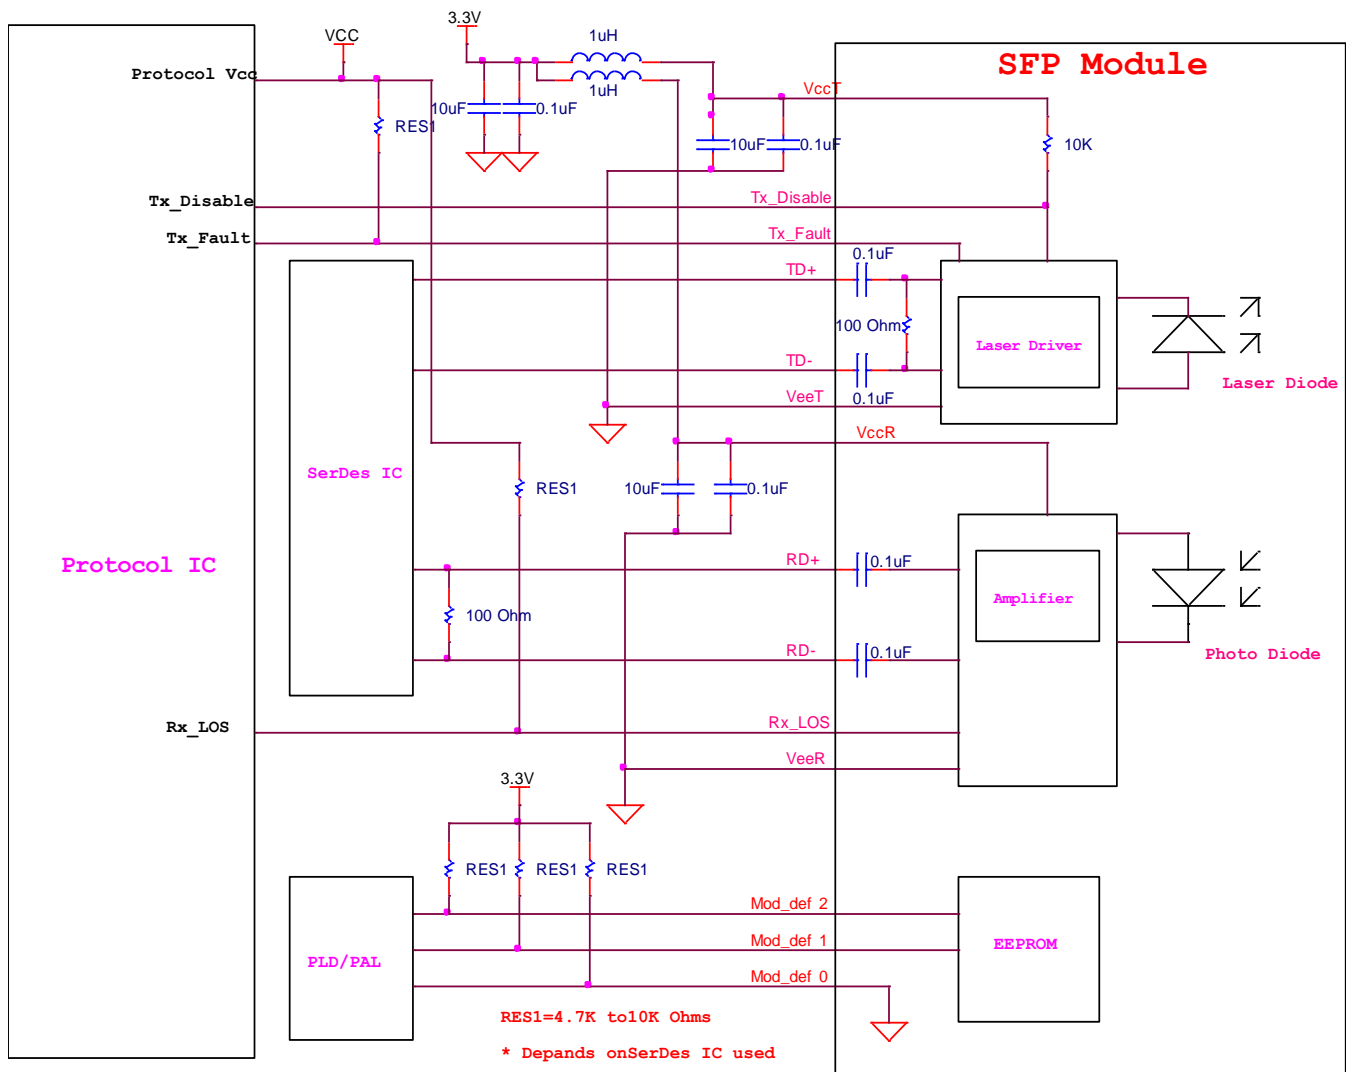 3.3V
VCC
1uH
SFP Module
Protocol Vcc
1uH
VccT
10uF
0.1uF
RES1
10uF
0.1uF
10K
Tx_Disable
Tx_Disable
Tx_Fault
Tx_Fault
0.1uF
TD+
100 Ohm
Laser Driver
TD-
Laser Diode
VeeT
0.1uF
VccR
SerDes IC
RES1
10uF
0.1uF
Protocol IC
RD+
0.1uF
Amplifier
100 Ohm
RD-
0.1uF
Photo Diode
Rx_LOS
Rx_LOS
VeeR
3.3V
RES1
RES1
RES1
Mod_def 2
Mod_def 1
EEPROM
PLD/PAL
Mod_def 0
RES1=4.7K to10K Ohms
* Depands onSerDes IC used